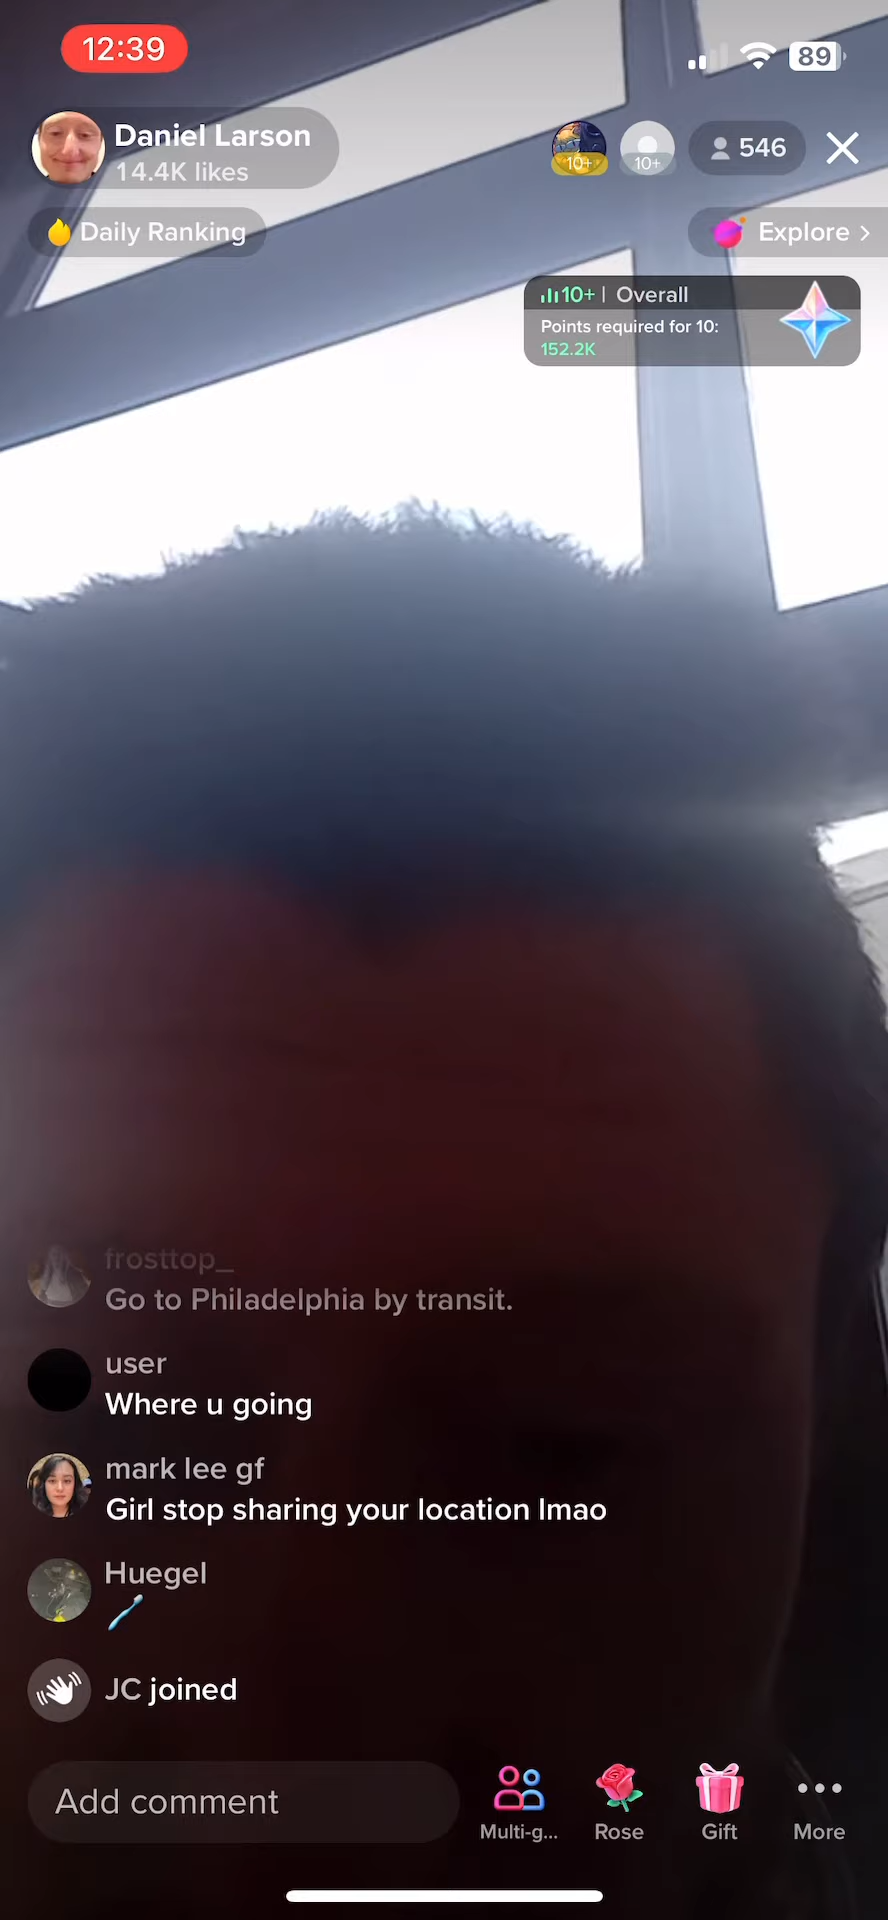 12:39
89
Daniel Larson
14.4K likes
10+
10+
546
Daily Ranking
Explore >
10+ | Overall
Points required for 10:
152.2K
frosttop_
Go to Philadelphia by transit.
user
Where u going
mark lee gf
Girl stop sharing your location lmao
Huegel
JC joined
Add comment
Multi-g...
Rose
Gift
More